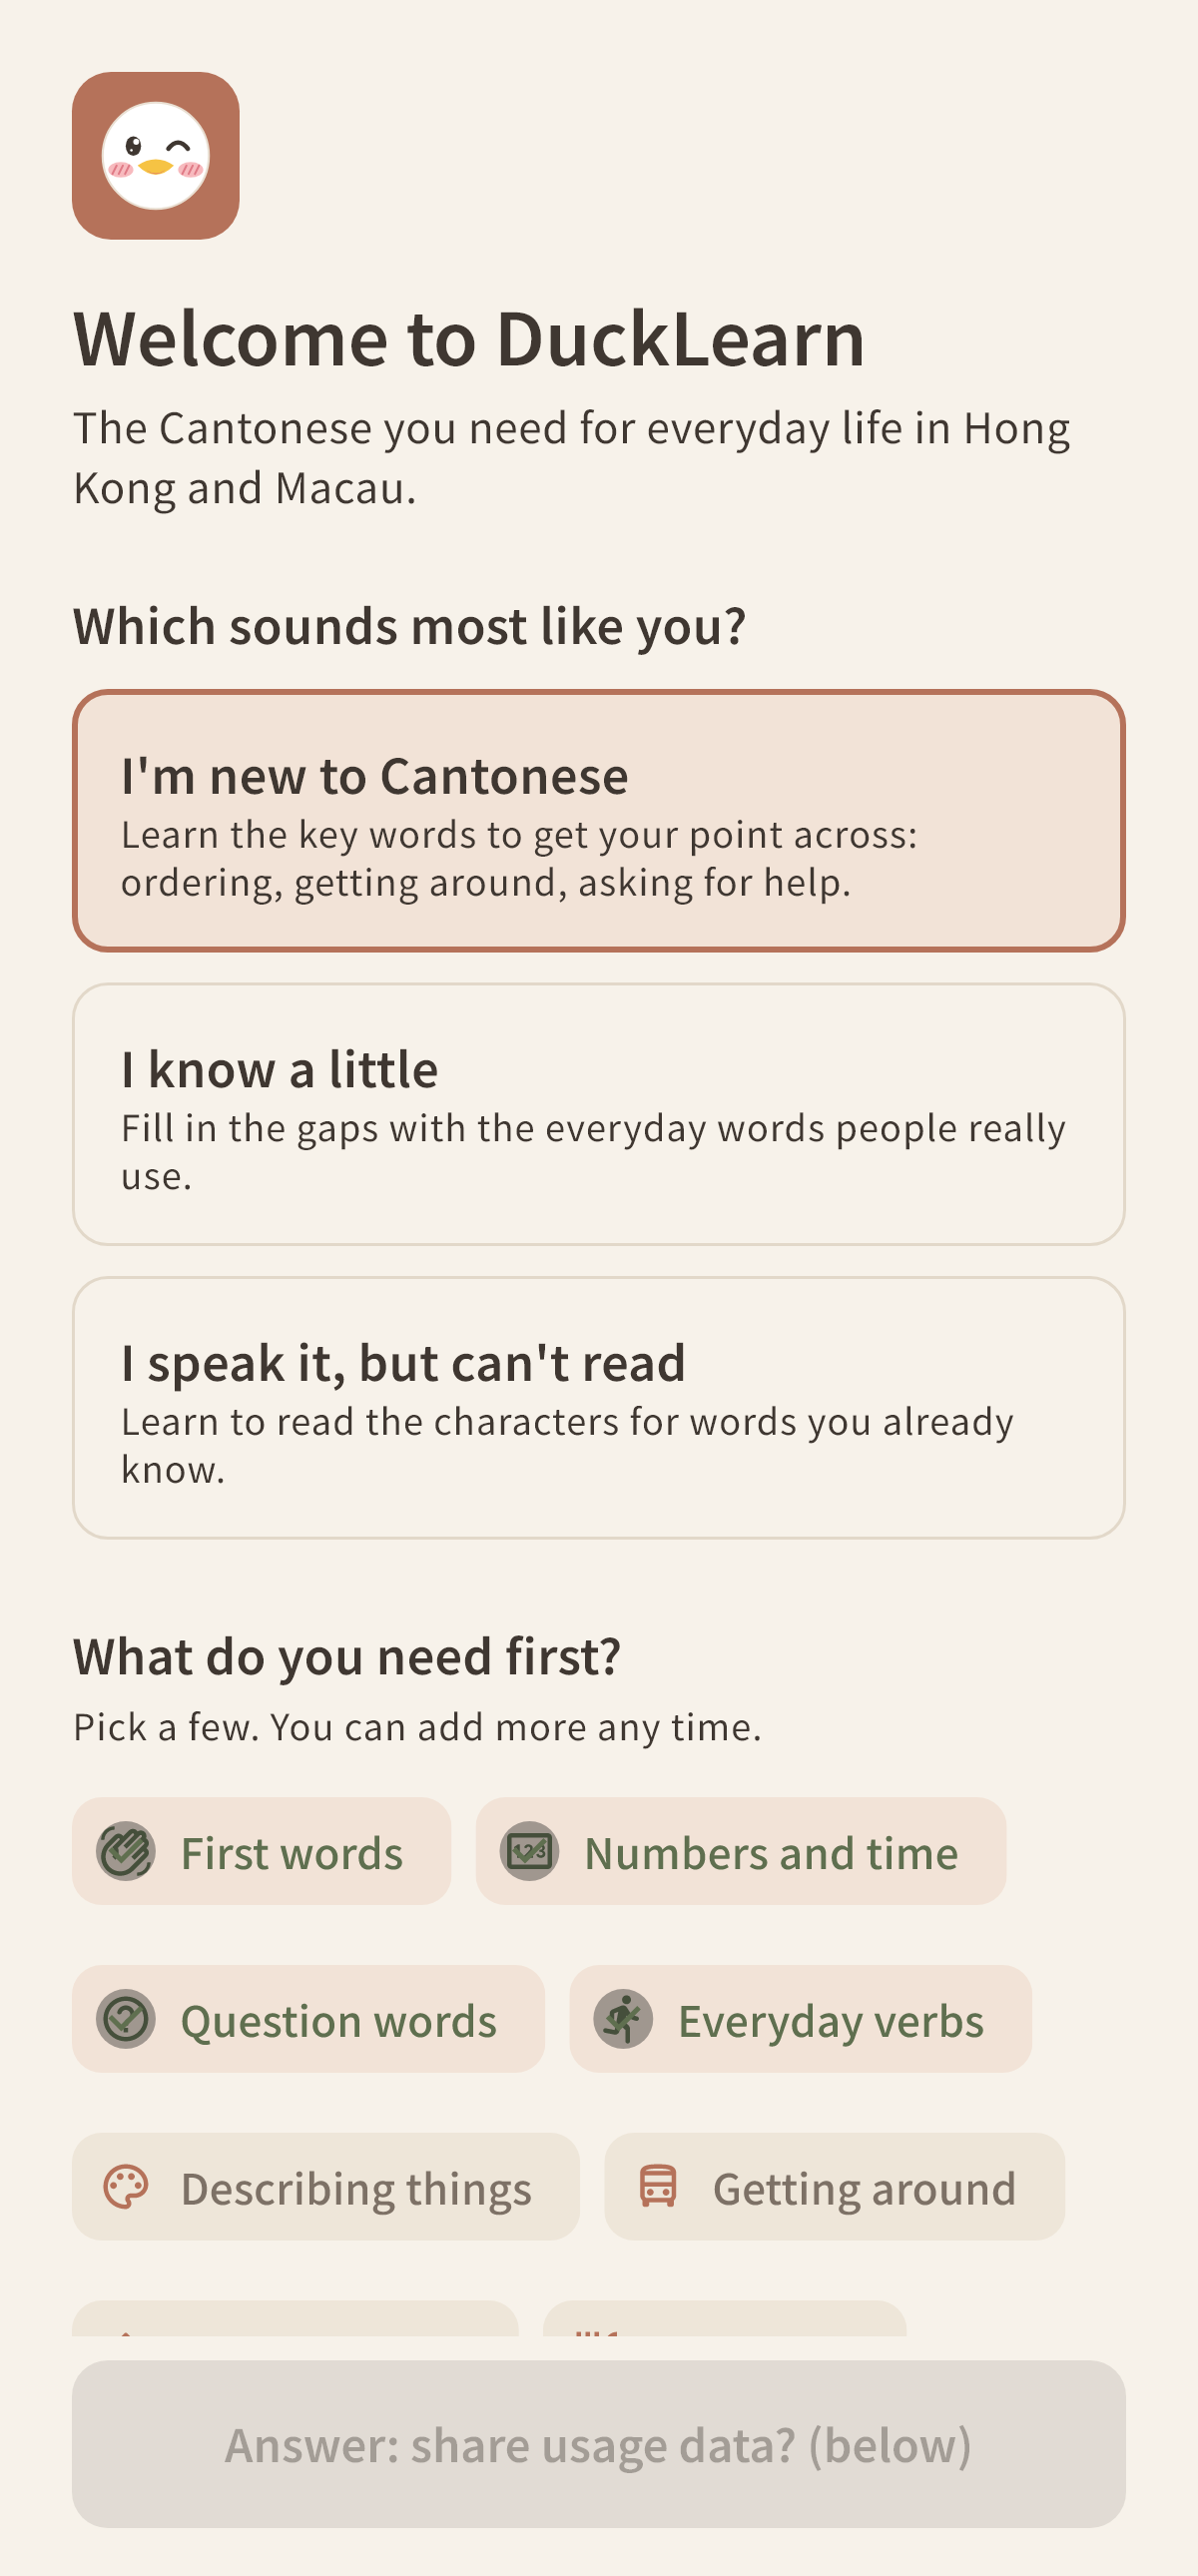 Welcome to DuckLearn
The Cantonese you need for everyday life in Hong
Kong and Macau.
Which sounds most like you?
I'm new to Cantonese
Learn the key words to get your point across:
ordering, getting around, asking for help.
I know a little
Fill in the gaps with the everyday words people really
use.
I speak it, but can't read
Learn to read the characters for words you already
know.
What do you need first?
Pick a few. You can add more any time.
First words
123 Numbers and time
Question words
Everyday verbs
Describing things
Getting around
Answer: share usage data? (below)